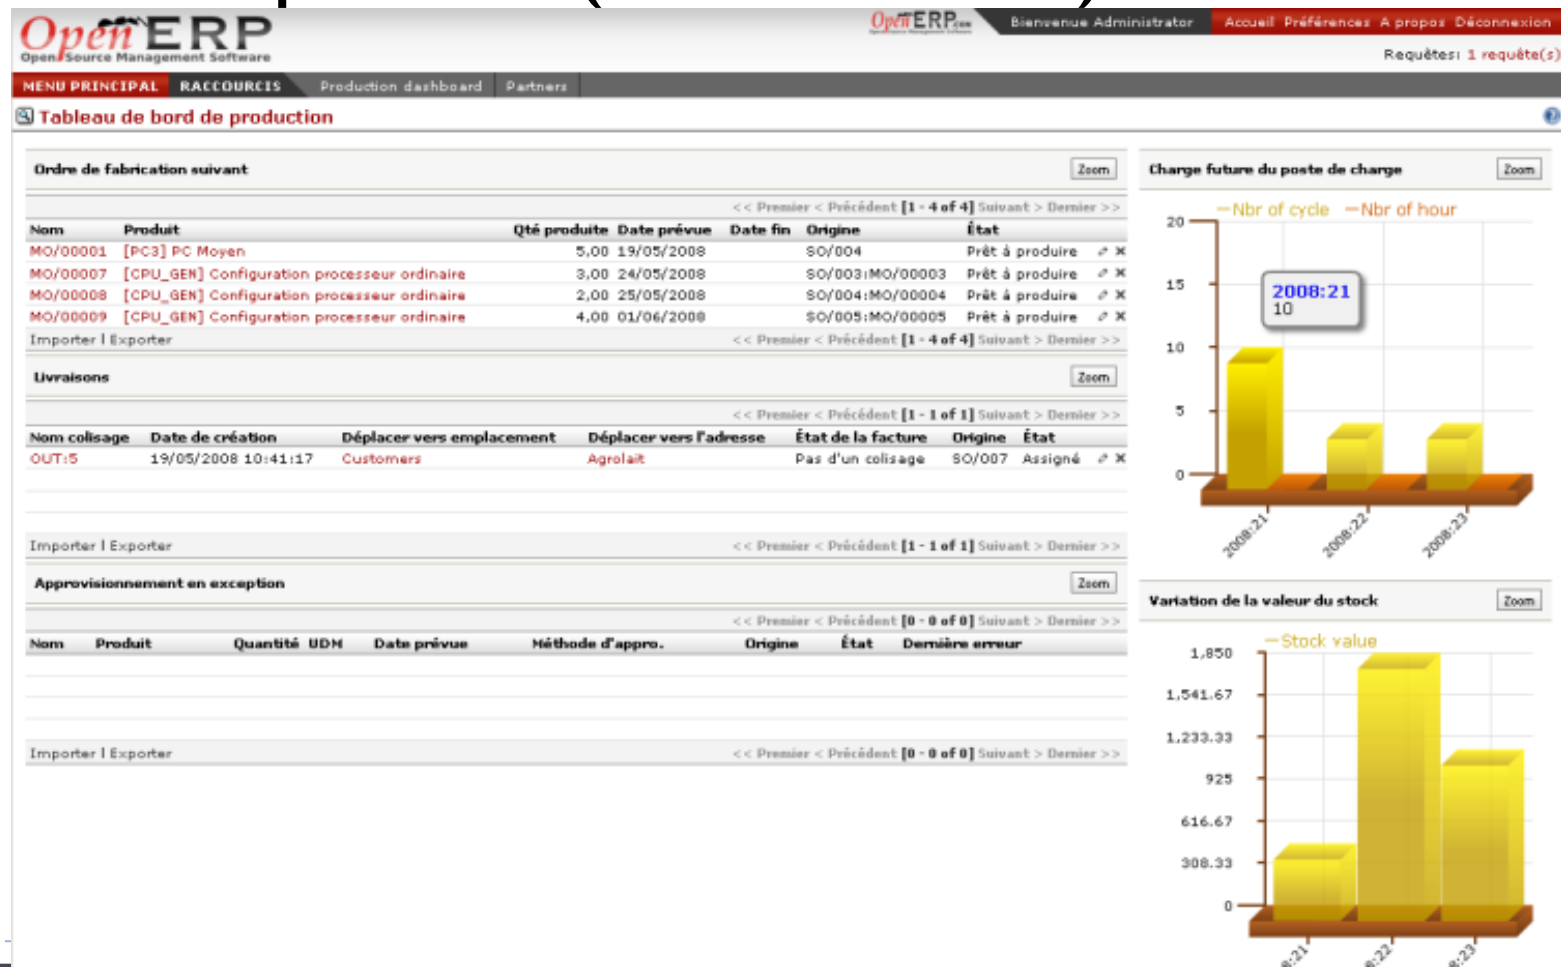 Open ERP
Open Source Management Software
Open ERP.com
Bienvenue Administrator
Accueil Préférences A propos Déconnexion
Requêtes: 1 requête(s)
MENU PRINCIPAL RACCOURCIS Production dashboard Partners
Tableau de bord de production
Ordre de fabrication suivant Zoom
<< Premier < Précédent [1 - 4 of 4] Suivant > Dernier >>
Nom Produit Qté produite Date prévue Date fin Origine État
MO/00001 [PC3] PC Moyen 5,00 19/05/2008 SO/004 Prêt à produire
MO/00007 [CPU_GEN] Configuration processeur ordinaire 3,00 24/05/2008 SO/003:MO/00003 Prêt à produire
MO/00008 [CPU_GEN] Configuration processeur ordinaire 2,00 25/05/2008 SO/004:MO/00004 Prêt à produire
MO/00009 [CPU_GEN] Configuration processeur ordinaire 4,00 01/06/2008 SO/005:MO/00005 Prêt à produire
Importer | Exporter << Premier < Précédent [1 - 4 of 4] Suivant > Dernier >>
Livraisons Zoom
<< Premier < Précédent [1 - 1 of 1] Suivant > Dernier >>
Nom colisage Date de création Déplacer vers emplacement Déplacer vers l'adresse État de la facture Origine État
OUT:5 19/05/2008 10:41:17 Customers Agrolait Pas d'un colisage SO/007 Assigné
Importer | Exporter << Premier < Précédent [1 - 1 of 1] Suivant > Dernier >>
Approvisionnement en exception Zoom
<< Premier < Précédent [0 - 0 of 0] Suivant > Dernier >>
Nom Produit Quantité UDM Date prévue Méthode d'appro. Origine État Dernière erreur
Importer | Exporter << Premier < Précédent [0 - 0 of 0] Suivant > Dernier >>
Charge future du poste de charge Zoom
Nbr of cycle Nbr of hour
20
15
10
5
0
2008:21
10
2008:21 2008:22 2008:23
Variation de la valeur du stock Zoom
Stock value
1,850
1,541.67
1,233.33
925
616.67
308.33
0
8:21 8:22 8:23